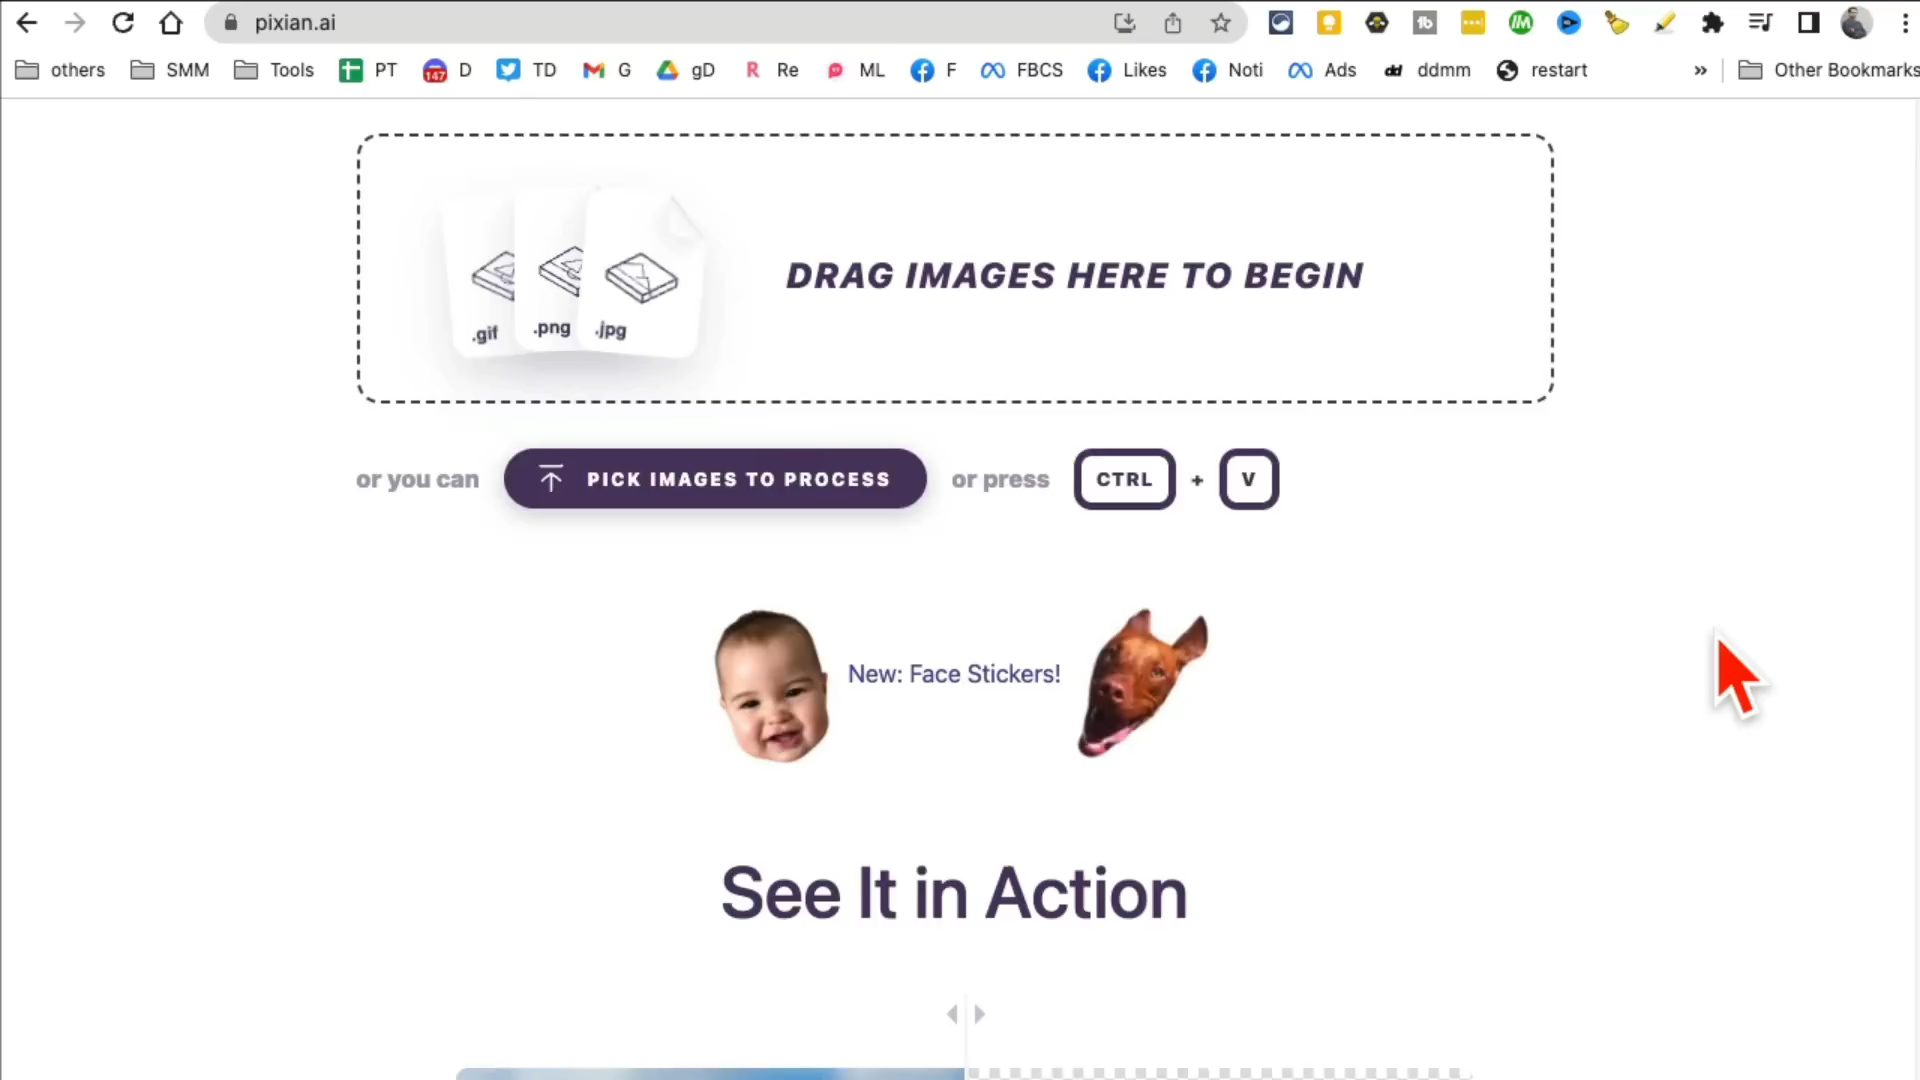 pixian.ai
others SMM Tools PT 147 D TD G gD R Re ML F FBCS Likes Noti Ads dd ddmm restart » Other Bookmarks
DRAG IMAGES HERE TO BEGIN
.gif .png .jpg
or you can PICK IMAGES TO PROCESS or press CTRL + V
New: Face Stickers!
See It in Action